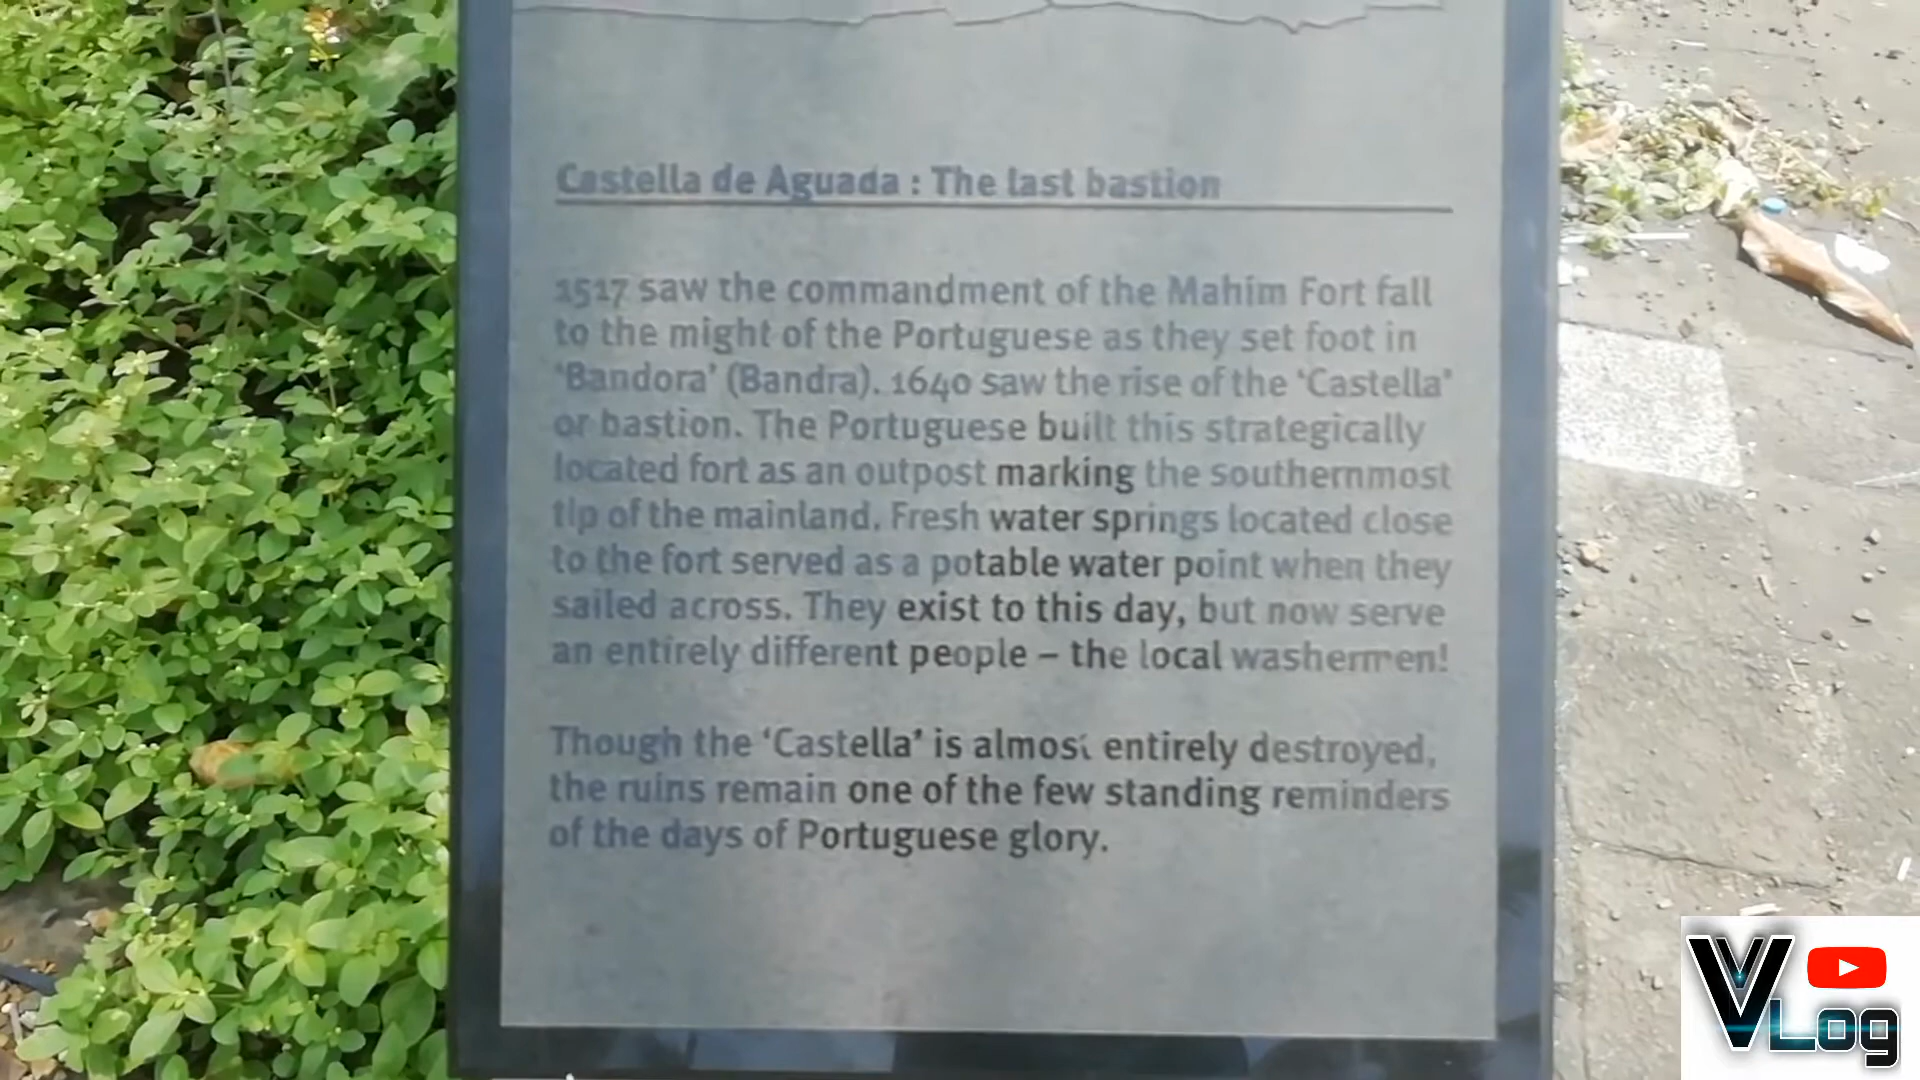 Castella de Aguada : The last bastion
1517 saw the commandment of the Mahim Fort fall
to the might of the Portuguese as they set foot in
'Bandora' (Bandra). 1640 saw the rise of the 'Castella'
or bastion. The Portuguese built this strategically
located fort as an outpost marking the southernmost
tip of the mainland. Fresh water springs located close
to the fort served as a potable water point when they
sailed across. They exist to this day, but now serve
an entirely different people – the local washermen!
Though the 'Castella' is almost entirely destroyed,
the ruins remain one of the few standing reminders
of the days of Portuguese glory.
VLog